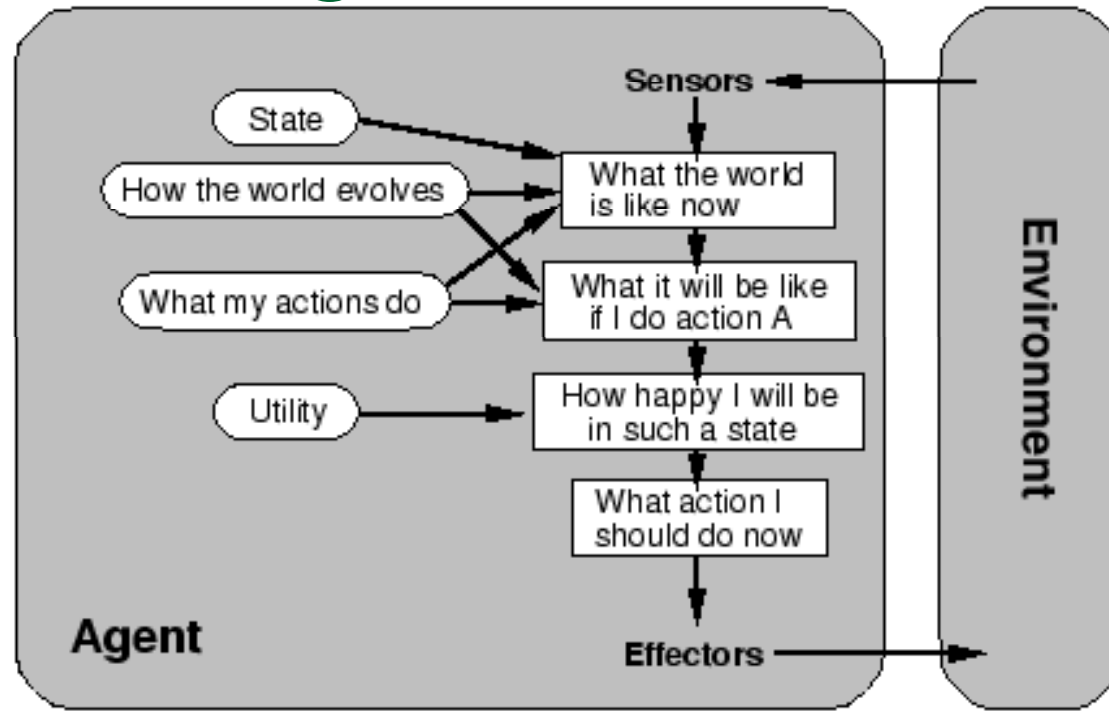 Sensors
State
What the world
is like now
How the world evolves
What it will be like
if I do action A
What my actions do
How happy I will be
in such a state
Utility
What action I
should do now
Agent
Effectors
Environment